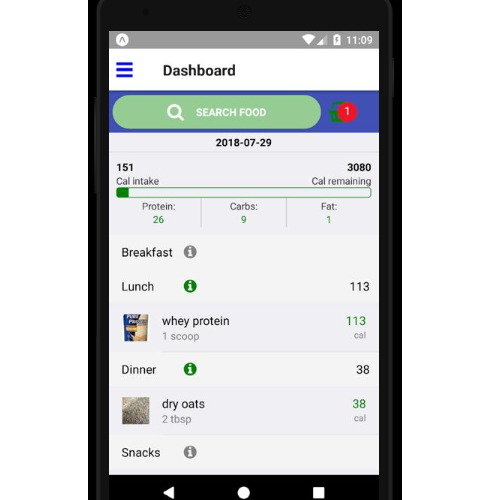 11:09
Dashboard
SEARCH FOOD 1
2018-07-29
151 3080
Cal intake Cal remaining
Protein: Carbs: Fat:
26 9 1
Breakfast
Lunch 113
whey protein 113
1 scoop cal
Dinner 38
dry oats 38
2 tbsp cal
Snacks